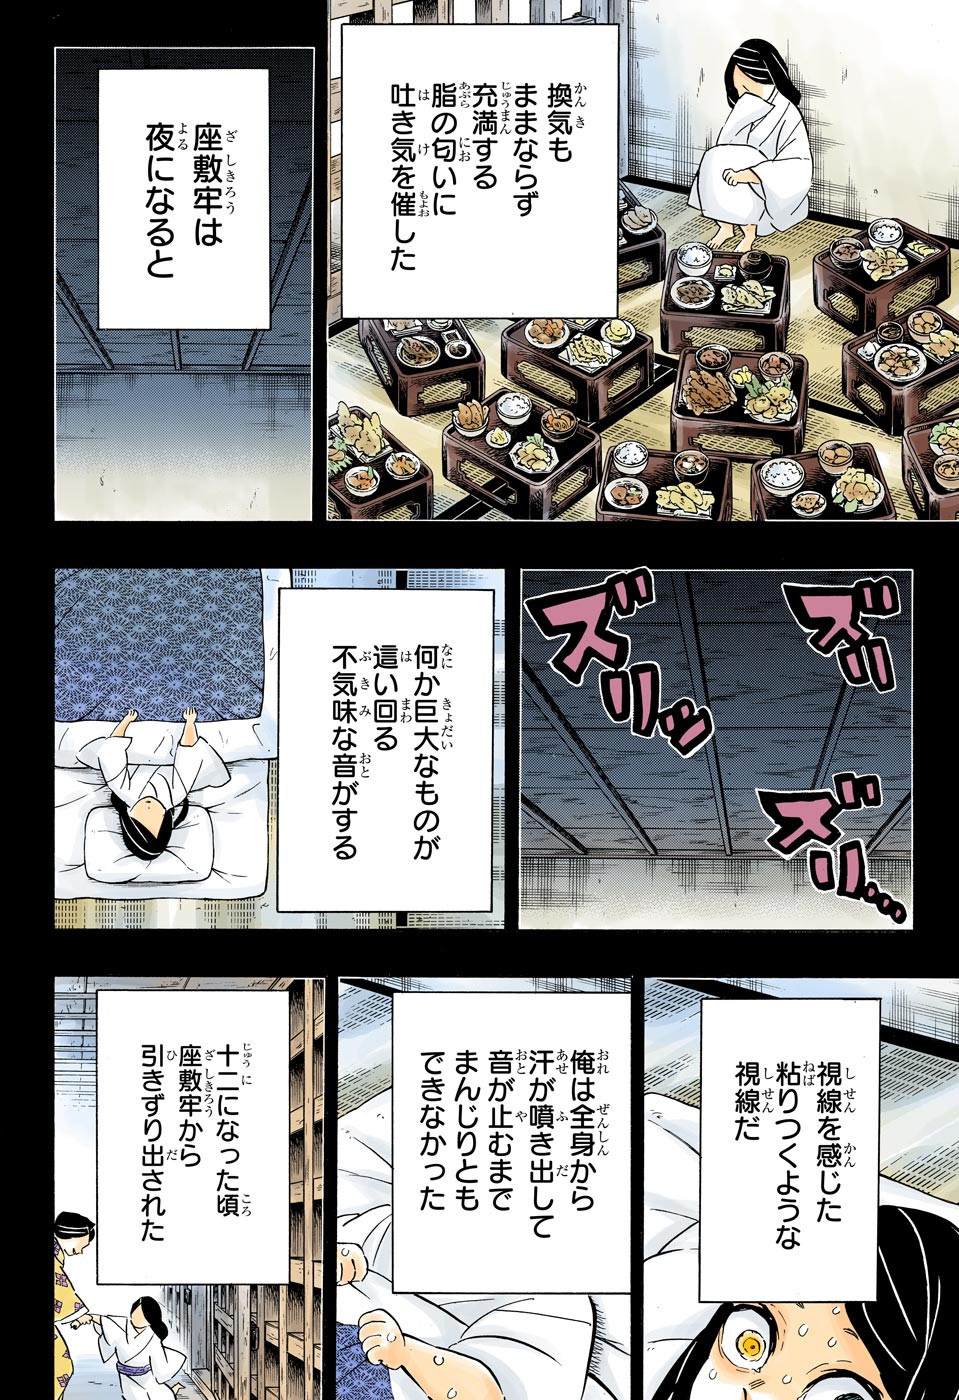 換気も
ままならず
充満する
脂の匂いに
吐き気を催した
座敷牢は
夜になると
ズリ
ズリ
ズリ…
何か巨大なものが
這い回る
不気味な音がする
視線を感じた
粘りつくような
視線だ
俺は全身から
汗が噴き出して
音が止むまで
まんじりとも
できなかった
十二になった頃
座敷牢から
引きずり出された